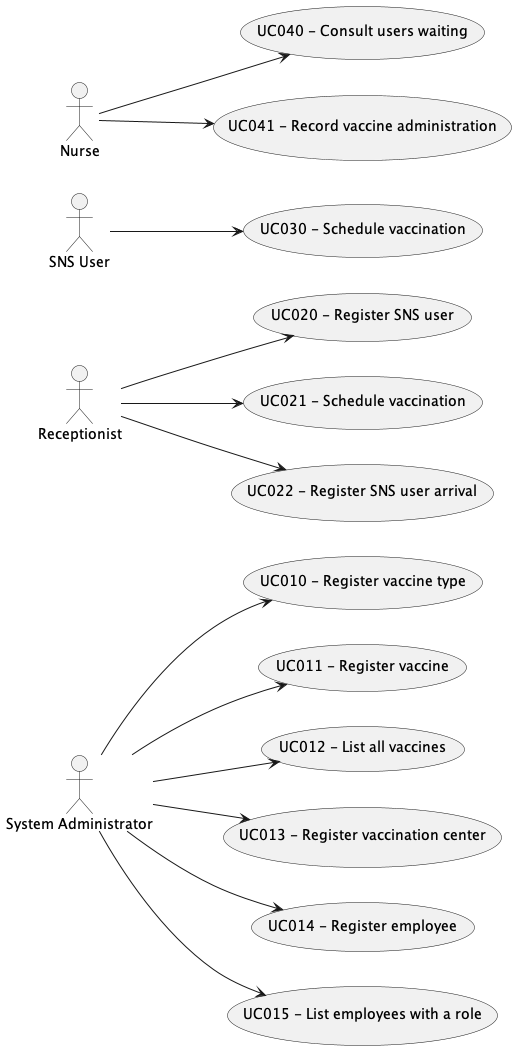 UC040 – Consult users waiting
UC041 – Record vaccine administration
Nurse
UC030 – Schedule vaccination
SNS User
UC020 – Register SNS user
UC021 – Schedule vaccination
Receptionist
UC022 – Register SNS user arrival
UC010 – Register vaccine type
UC011 – Register vaccine
UC012 – List all vaccines
System Administrator
UC013 – Register vaccination center
UC014 – Register employee
UC015 – List employees with a role